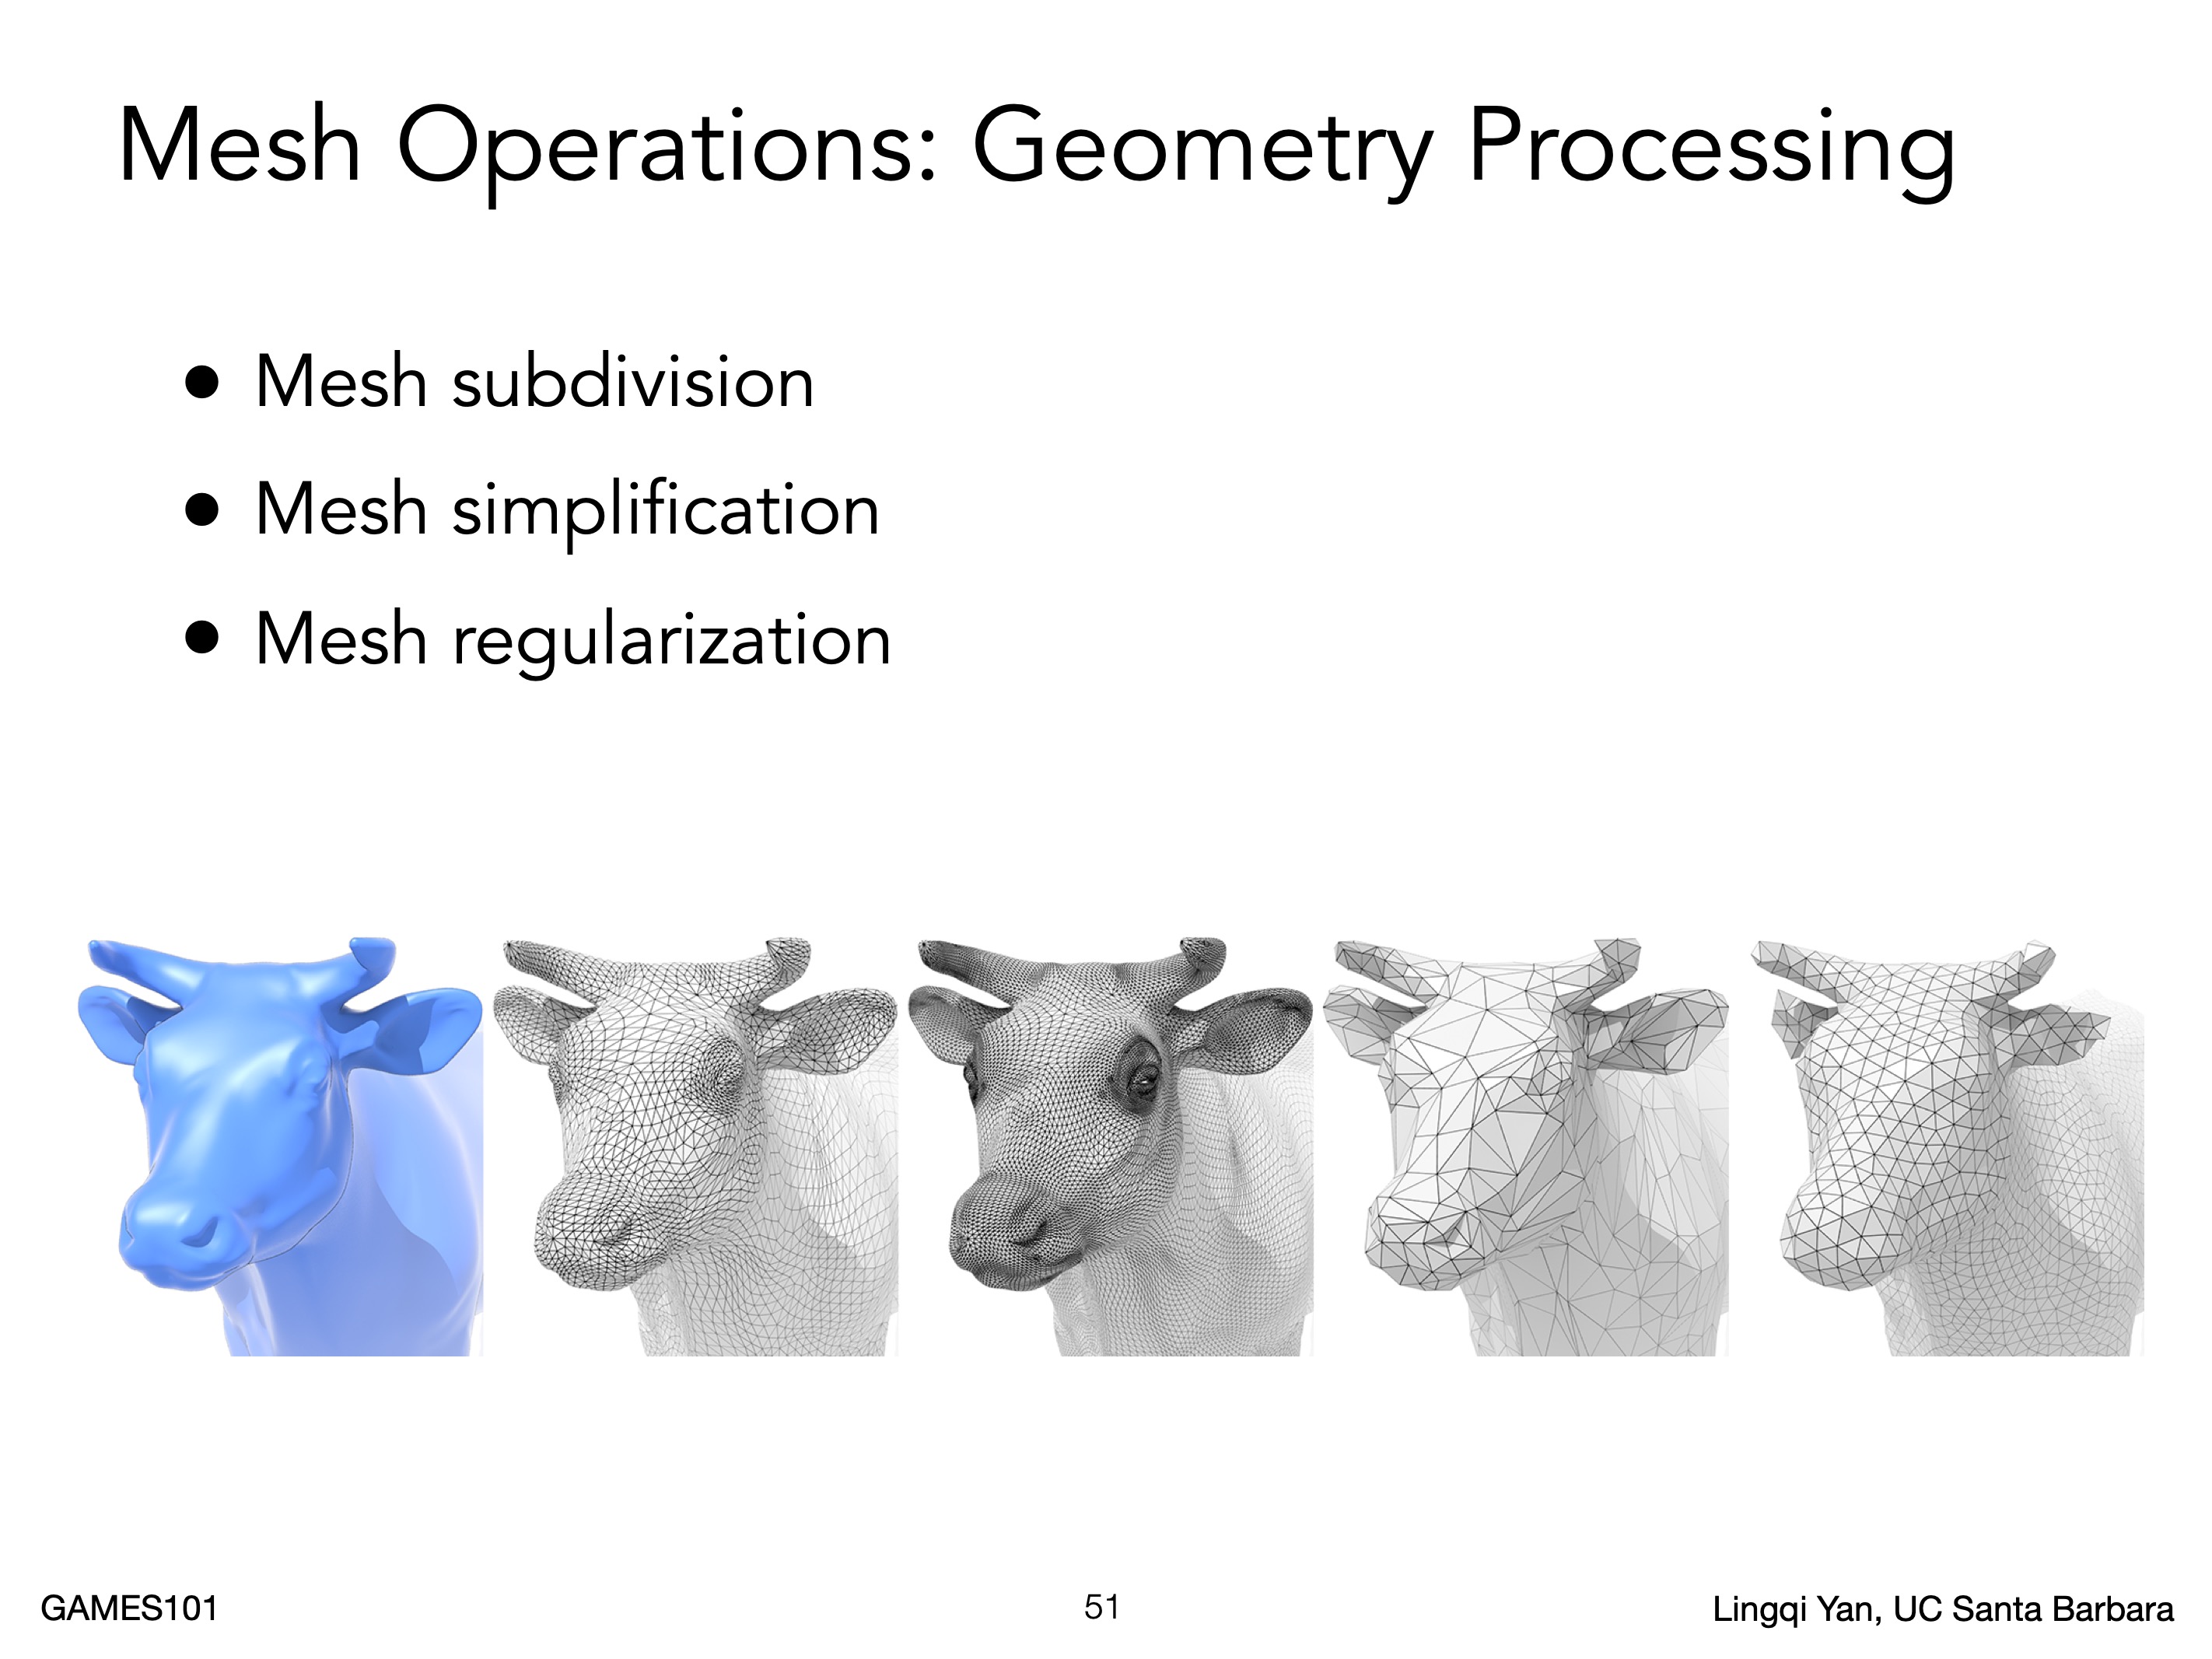 Mesh Operations: Geometry Processing
● Mesh subdivision
● Mesh simplification
● Mesh regularization
GAMES101
51
Lingqi Yan, UC Santa Barbara